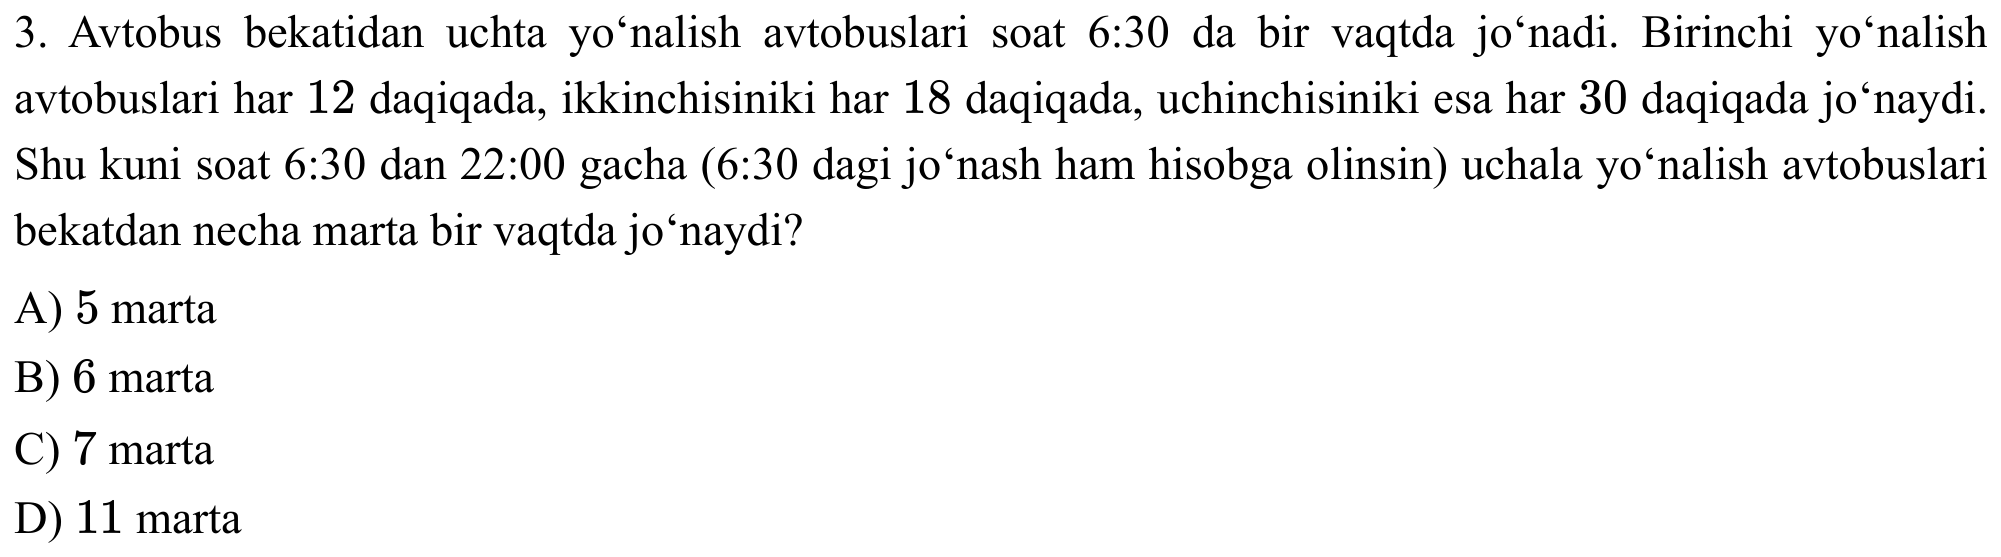 3. Avtobus bekatidan uchta yo‘nalish avtobuslari soat 6:30 da bir vaqtda jo‘nadi. Birinchi yo‘nalish
avtobuslari har 12 daqiqada, ikkinchisiniki har 18 daqiqada, uchinchisiniki esa har 30 daqiqada jo‘naydi.
Shu kuni soat 6:30 dan 22:00 gacha (6:30 dagi jo‘nash ham hisobga olinsin) uchala yo‘nalish avtobuslari
bekatdan necha marta bir vaqtda jo‘naydi?
A) 5 marta
B) 6 marta
C) 7 marta
D) 11 marta